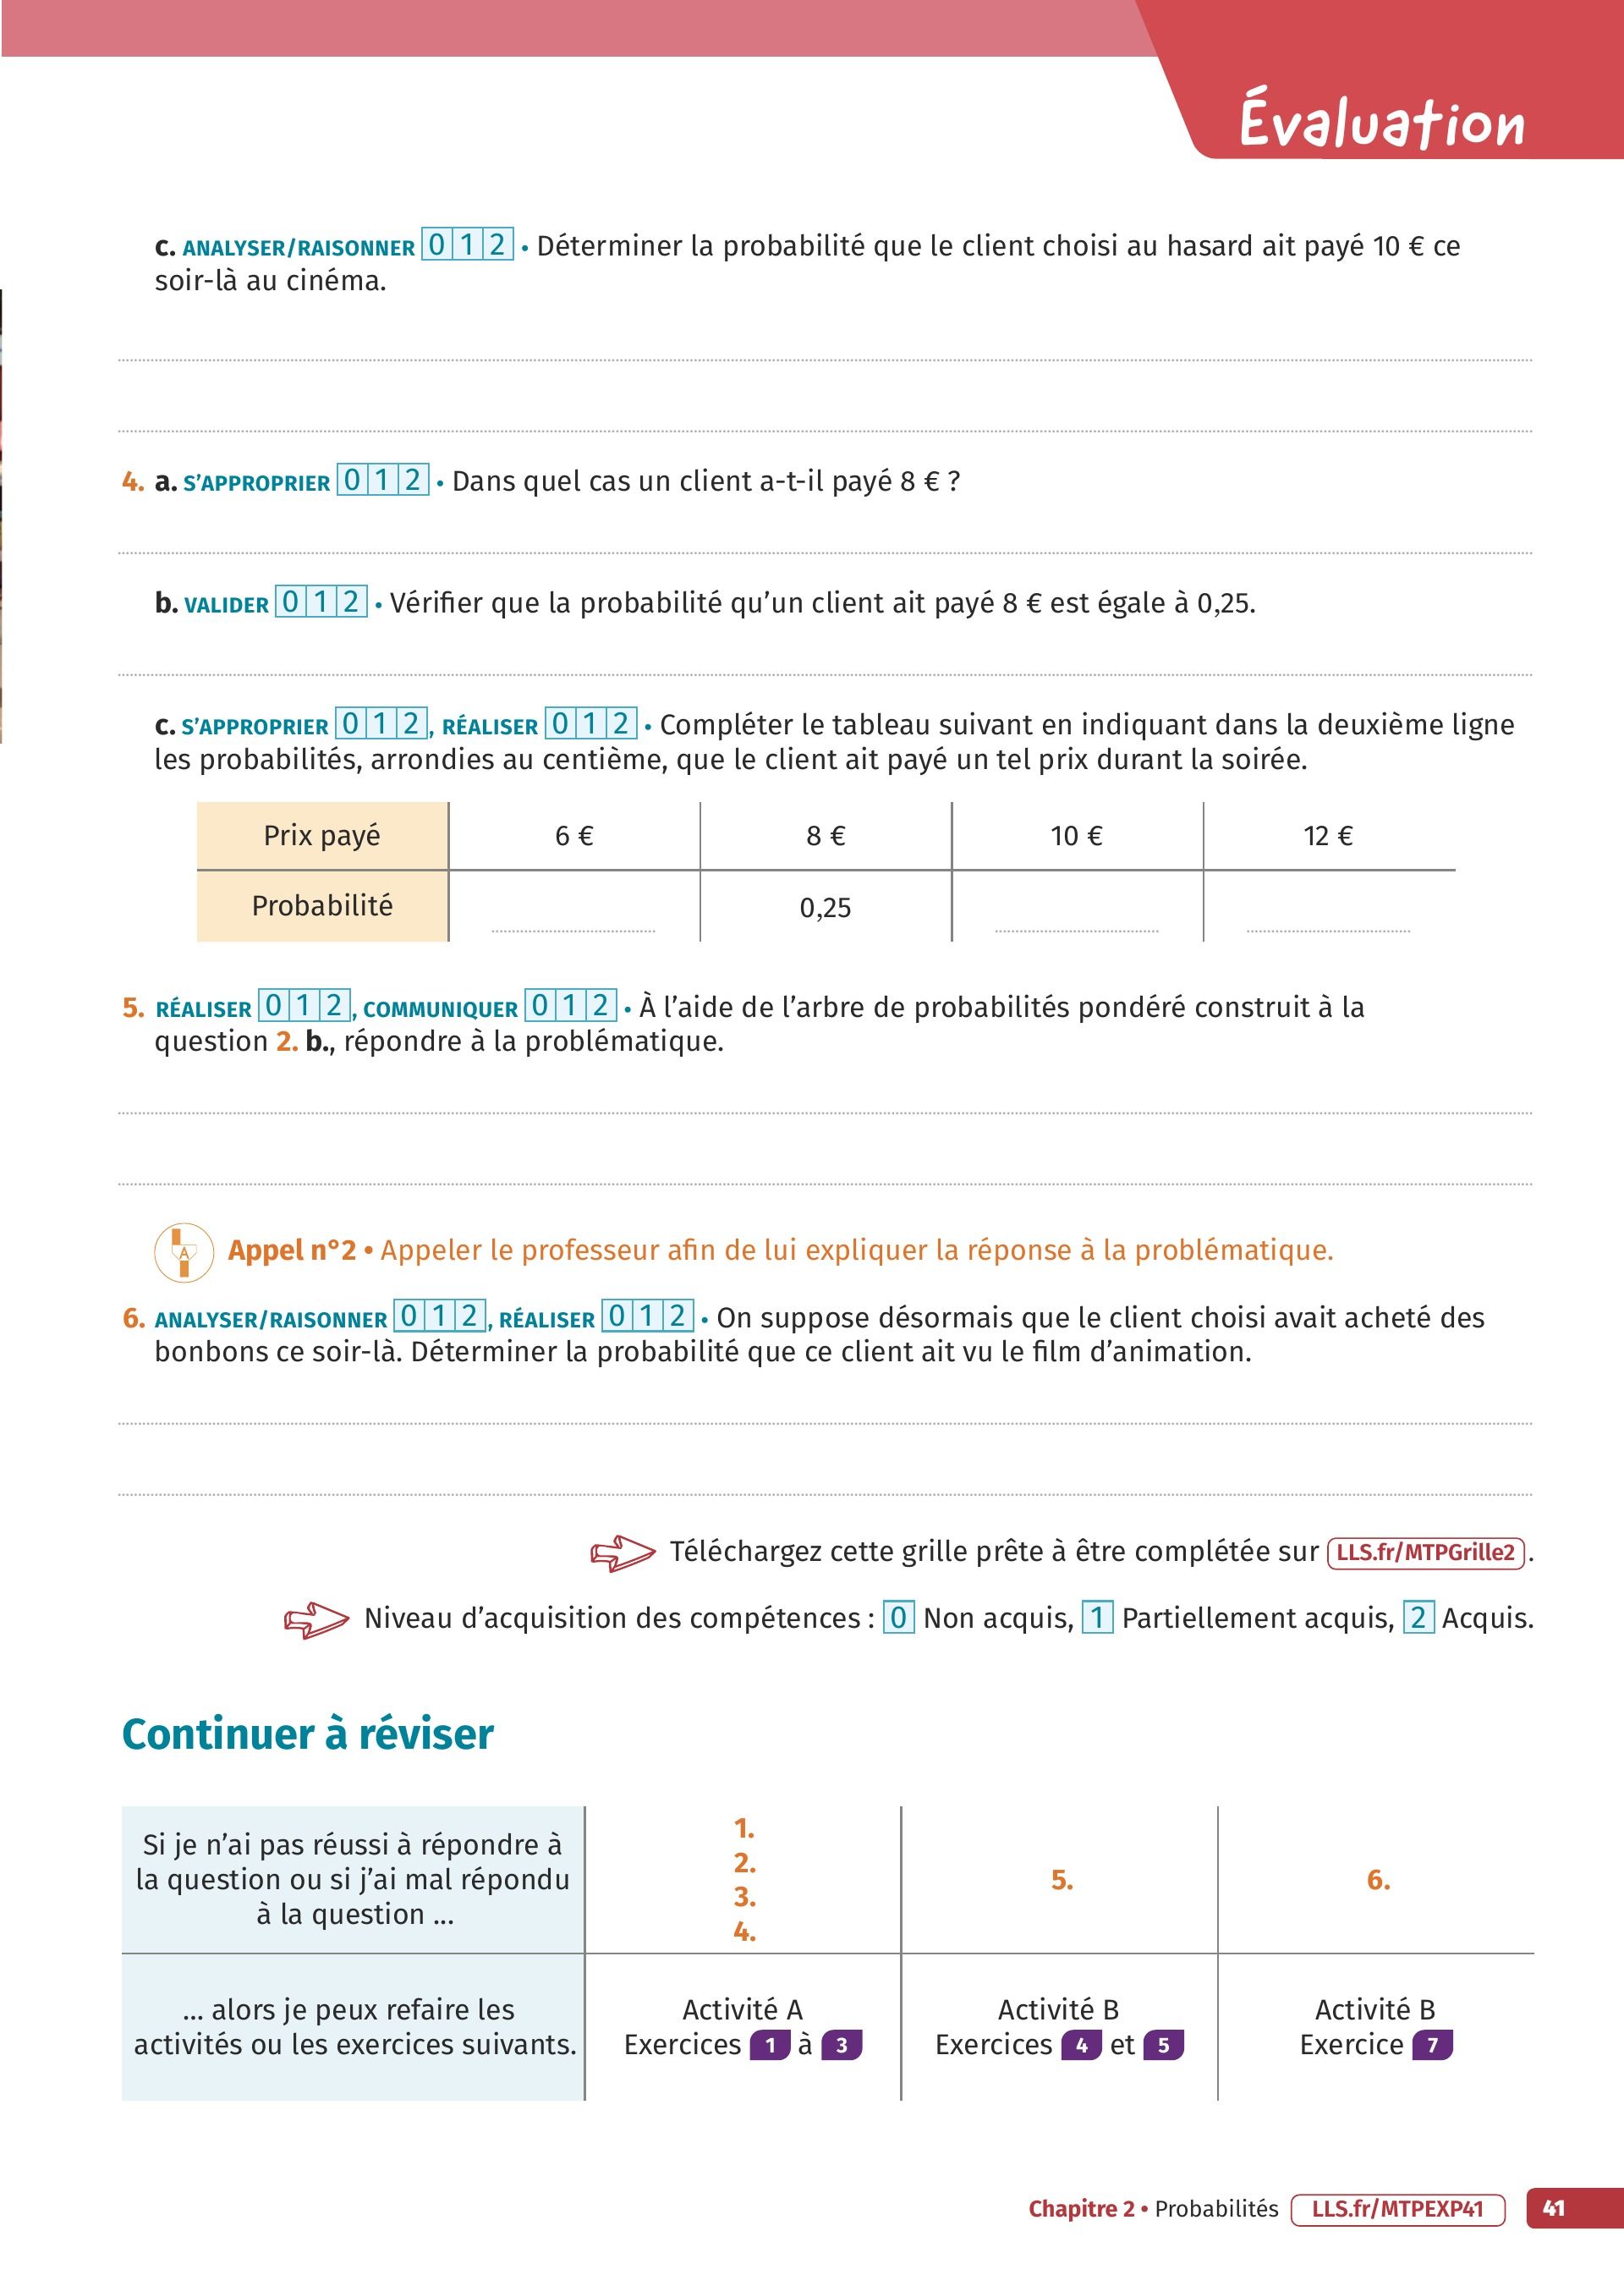 Évaluation
c. ANALYSER/RAISONNER 0 1 2 • Déterminer la probabilité que le client choisi au hasard ait payé 10 € ce
soir-là au cinéma.
4. a. S’APPROPRIER 0 1 2 • Dans quel cas un client a-t-il payé 8 € ?
b. VALIDER 0 1 2 • Vérifier que la probabilité qu’un client ait payé 8 € est égale à 0,25.
c. S’APPROPRIER 0 1 2, RÉALISER 0 1 2 • Compléter le tableau suivant en indiquant dans la deuxième ligne
les probabilités, arrondies au centième, que le client ait payé un tel prix durant la soirée.
Prix payé 6 € 8 € 10 € 12 €
Probabilité 0,25
5. RÉALISER 0 1 2, COMMUNIQUER 0 1 2 • À l’aide de l’arbre de probabilités pondéré construit à la
question 2. b., répondre à la problématique.
A
Appel n°2 • Appeler le professeur afin de lui expliquer la réponse à la problématique.
6. ANALYSER/RAISONNER 0 1 2, RÉALISER 0 1 2 • On suppose désormais que le client choisi avait acheté des
bonbons ce soir-là. Déterminer la probabilité que ce client ait vu le film d’animation.
Téléchargez cette grille prête à être complétée sur LLS.fr/MTPGrille2.
Niveau d’acquisition des compétences : 0 Non acquis, 1 Partiellement acquis, 2 Acquis.
Continuer à réviser
Si je n’ai pas réussi à répondre à
la question ou si j’ai mal répondu
à la question ...
1.
2.
3.
4.
5.
6.
... alors je peux refaire les
activités ou les exercices suivants.
Activité A
Exercices 1 à 3
Activité B
Exercices 4 et 5
Activité B
Exercice 7
Chapitre 2 • Probabilités LLS.fr/MTPEXP41 41